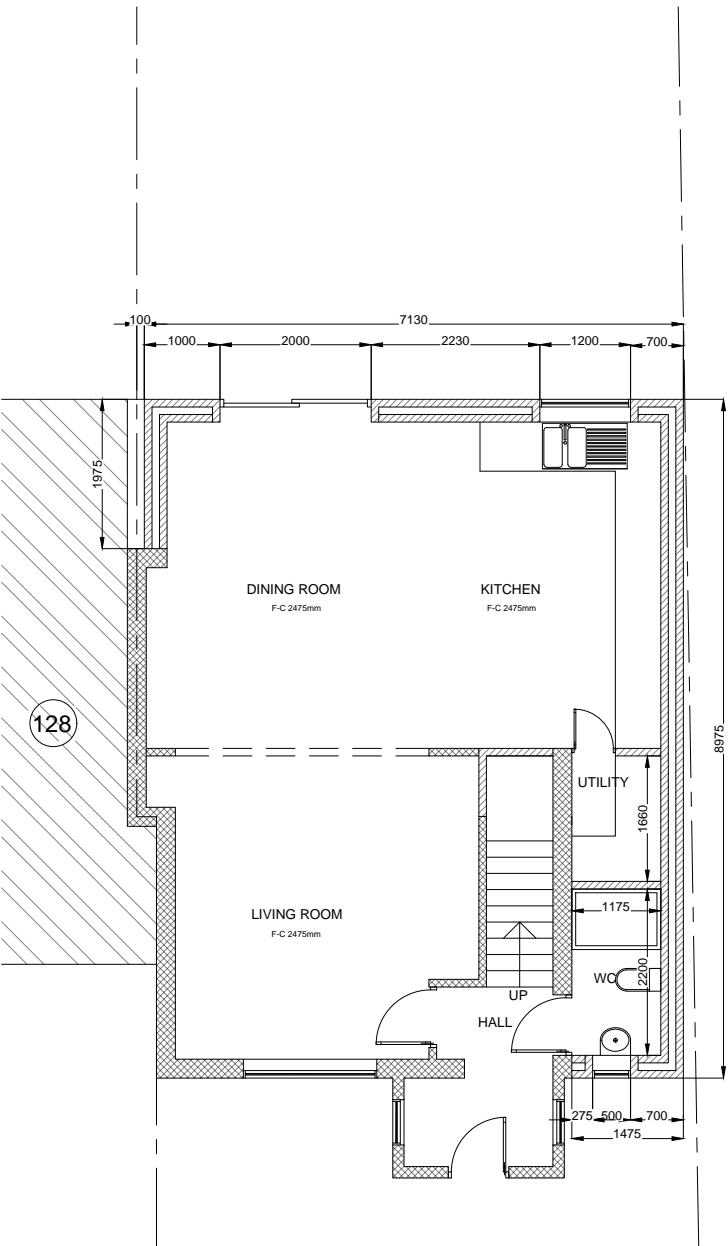 100 7130
1000 2000 2230 1200 700
1975
DINING ROOM
F-C 2475mm
KITCHEN
F-C 2475mm
128
8975
UTILITY
1660
LIVING ROOM
F-C 2475mm
1175
WC
2200
UP
HALL
275 500 700
1475